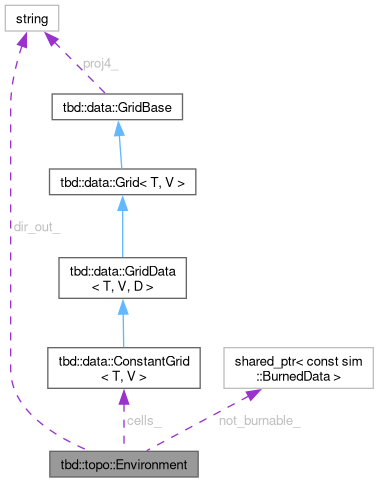 string
proj4_
tbd::data::GridBase
tbd::data::Grid< T, V >
dir_out_
tbd::data::GridData
< T, V, D >
tbd::data::ConstantGrid
< T, V >
shared_ptr< const sim
::BurnedData >
cells_
not_burnable_
tbd::topo::Environment